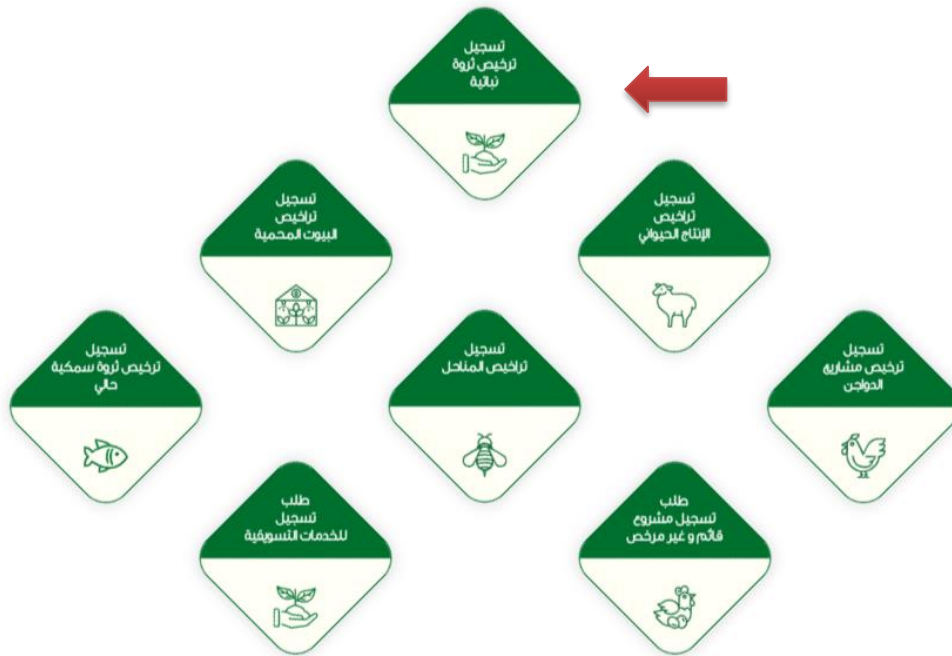 تسجيل
ترخيص ثروة
نباتية
تسجيل
تراخيص
الإنتاج الحيواني
تسجيل
تراخيص
البيوت المحمية
تسجيل
ترخيص مشاريع
الدواجن
تسجيل
تراخيص المناحل
تسجيل
ترخيص ثروة سمكية
حالي
طلب
تسجيل مشروع
قائم و غير مرخص
طلب
تسجيل
للخدمات التسويقية